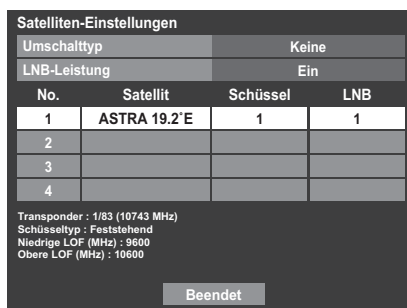 Satelliten-Einstellungen
Umschalttyp Keine
LNB-Leistung Ein
No. Satellit Schüssel LNB
1 ASTRA 19.2°E 1 1
2
3
4
Transponder : 1/83 (10743 MHz)
Schüsseltyp : Feststehend
Niedrige LOF (MHz) : 9600
Obere LOF (MHz) : 10600
Beendet